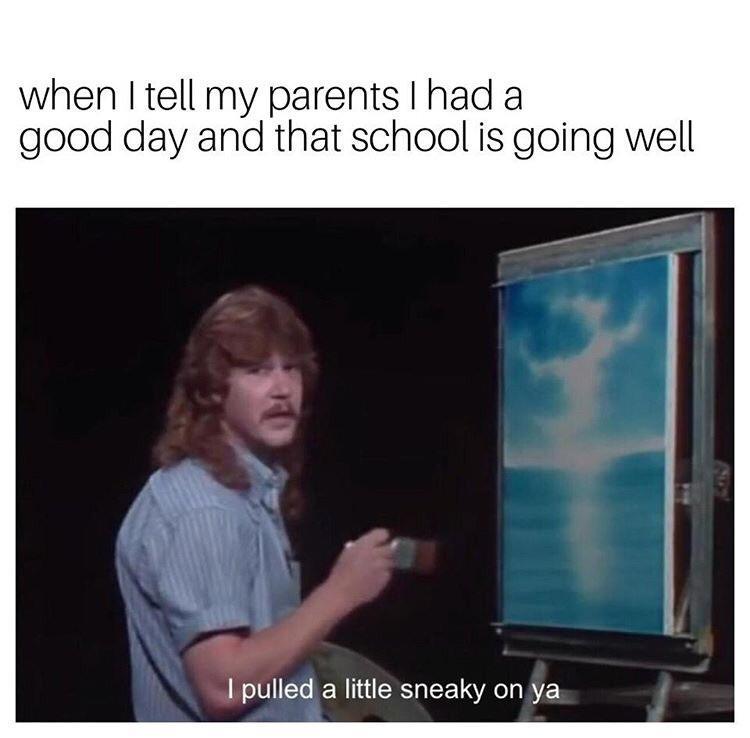 when I tell my parents I had a
good day and that school is going well
I pulled a little sneaky on ya